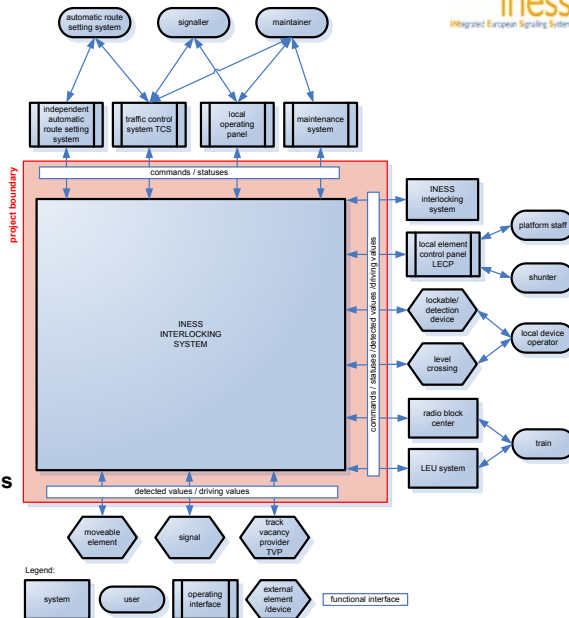 iness
INtegrated European Signalling System
automatic route
setting system
signaller
maintainer
independent
automatic
route setting
system
traffic control
system TCS
local
operating
panel
maintenance
system
project boundary
commands / statuses
INESS
INTERLOCKING
SYSTEM
commands / statuses /detected values /driving values
INESS
interlocking
system
local element
control panel
LECP
platform staff
shunter
lockable/
detection
device
level
crossing
local device
operator
radio block
center
LEU system
train
s
detected values / driving values
moveable
element
signal
track
vacancy
provider
TVP
Legend:
system
user
operating
interface
external
element
/device
functional interface